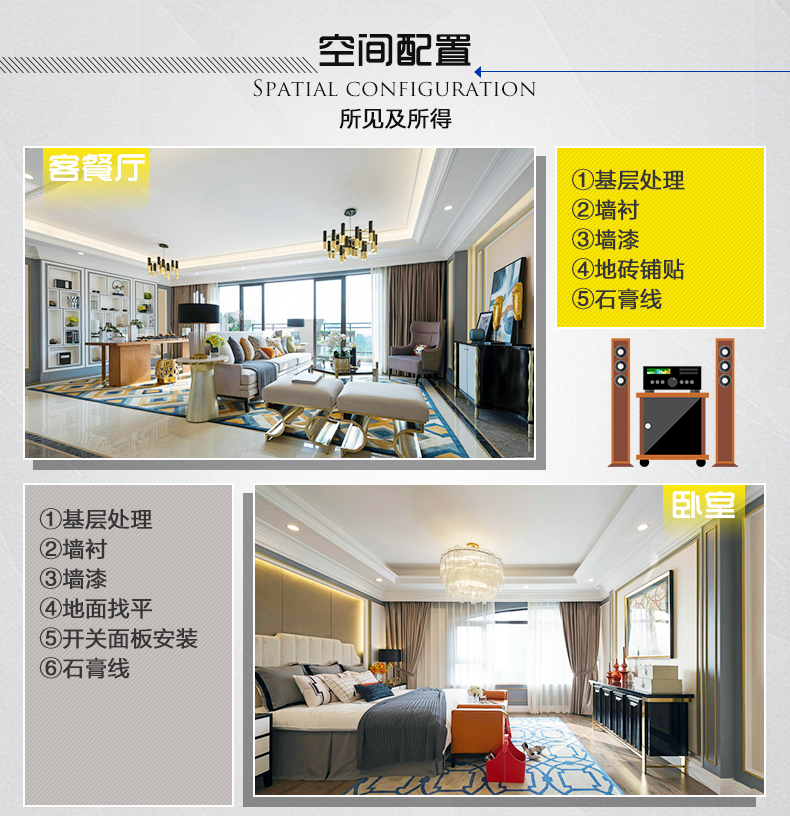 空间配置
SPATIAL CONFIGURATION
所见及所得
客餐厅
①基层处理
②墙衬
③墙漆
④地砖铺贴
⑤石膏线
①基层处理
②墙衬
③墙漆
④地面找平
⑤开关面板安装
⑥石膏线
卧室